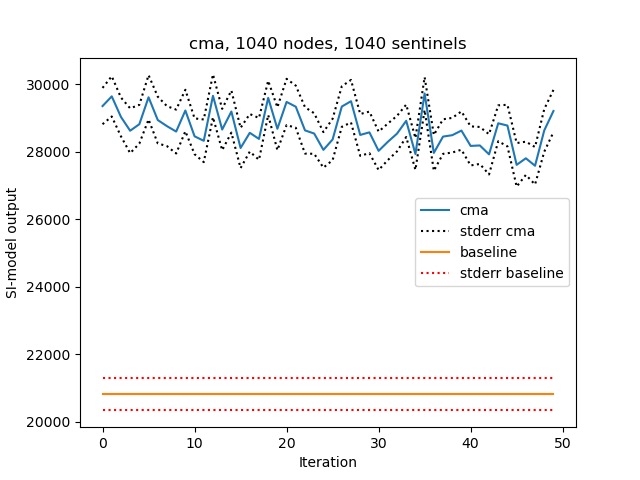 cma, 1040 nodes, 1040 sentinels
SI-model output
30000
28000
26000
24000
22000
20000
cma
stderr cma
baseline
stderr baseline
0 10 20 30 40 50
Iteration